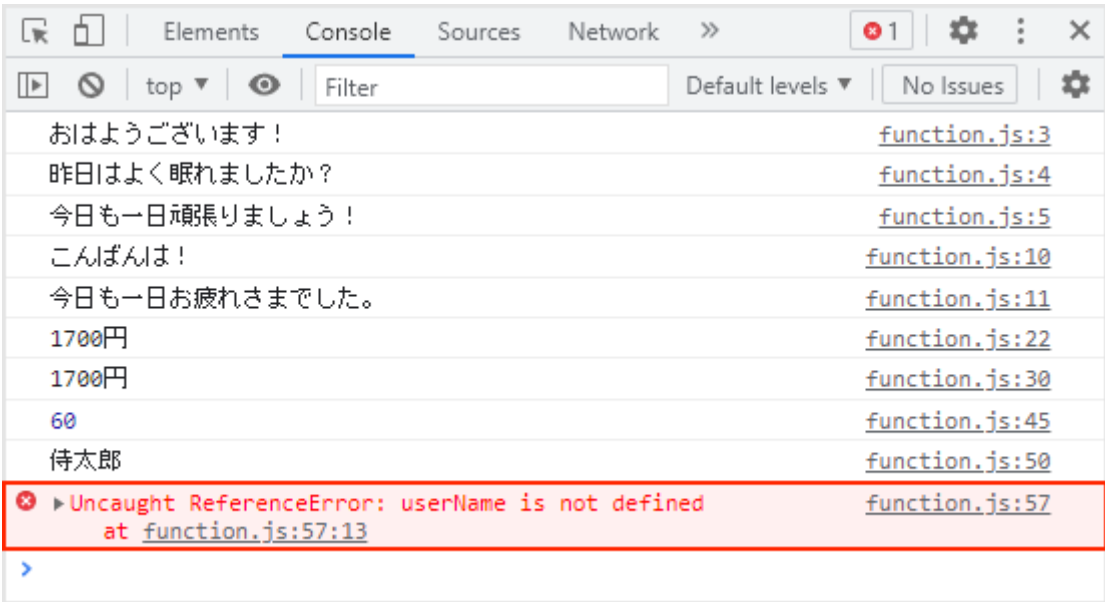 Elements Console Sources Network » 1
top ▼ Filter Default levels ▼ No Issues
おはようございます！ function.js:3
昨日はよく眠れましたか？ function.js:4
今日も一日頑張りましょう！ function.js:5
こんばんは！ function.js:10
今日も一日お疲れさまでした。 function.js:11
1700円 function.js:22
1700円 function.js:30
60 function.js:45
侍太郎 function.js:50
▶Uncaught ReferenceError: userName is not defined function.js:57
at function.js:57:13
>